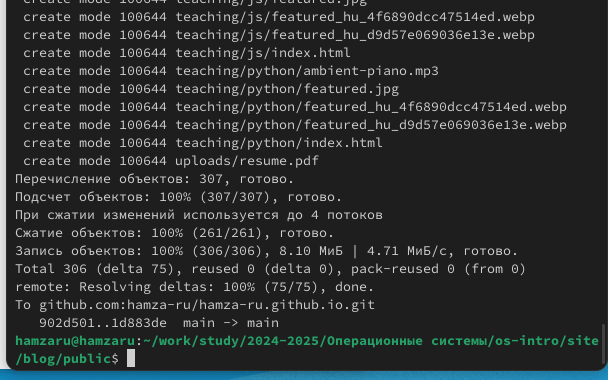 create mode 100644 teaching/js/featured.jpg
create mode 100644 teaching/js/featured_hu_4f6890dcc47514ed.webp
create mode 100644 teaching/js/featured_hu_d9d57e069036e13e.webp
create mode 100644 teaching/js/index.html
create mode 100644 teaching/python/ambient-piano.mp3
create mode 100644 teaching/python/featured.jpg
create mode 100644 teaching/python/featured_hu_4f6890dcc47514ed.webp
create mode 100644 teaching/python/featured_hu_d9d57e069036e13e.webp
create mode 100644 teaching/python/index.html
create mode 100644 uploads/resume.pdf
Перечисление объектов: 307, готово.
Подсчет объектов: 100% (307/307), готово.
При сжатии изменений используется до 4 потоков
Сжатие объектов: 100% (261/261), готово.
Запись объектов: 100% (306/306), 8.10 МиБ | 4.71 МиБ/с, готово.
Total 306 (delta 75), reused 0 (delta 0), pack-reused 0 (from 0)
remote: Resolving deltas: 100% (75/75), done.
To github.com:hamza-ru/hamza-ru.github.io.git
902d501..1d883de  main -> main
hamzaru@hamzaru:~/work/study/2024-2025/Операционные системы/os-intro/site
/blog/public$